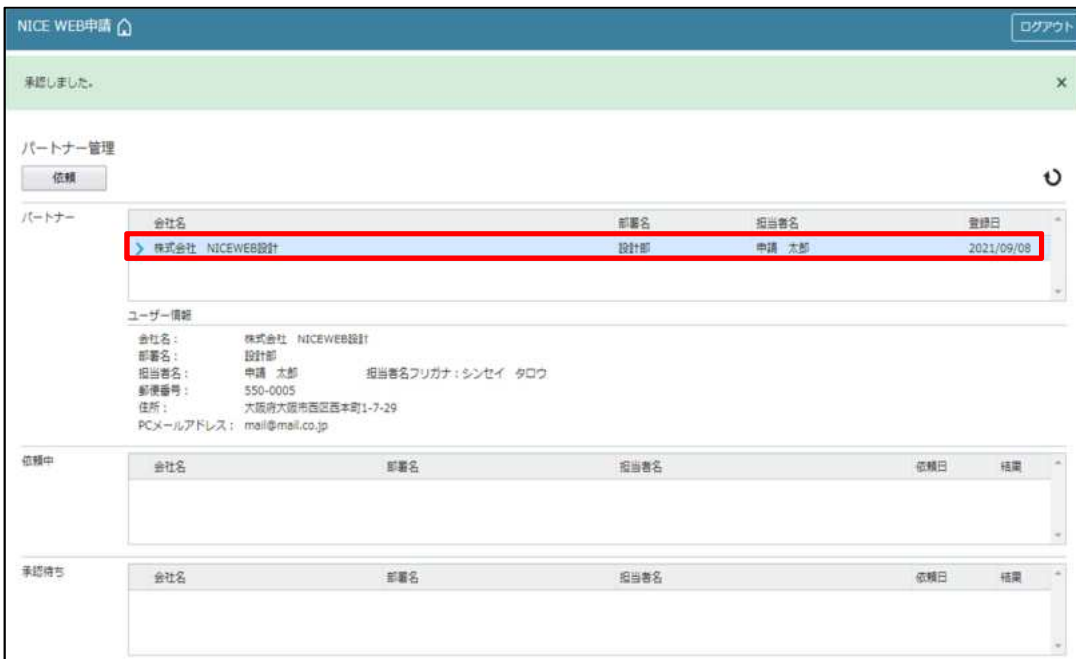 NICE WEB申請 ログアウト
承認しました。 ×
パートナー管理
依頼
パートナー
会社名 部署名 担当者名 登録日
株式会社 NICEWEB設計 設計部 申請 太郎 2021/09/08
ユーザー情報
会社名： 株式会社 NICEWEB設計
部署名： 設計部
担当者名： 申請 太郎 担当者名フリガナ：シンセイ タロウ
郵便番号： 550-0005
住所： 大阪府大阪市西区西本町1-7-29
PCメールアドレス： mail@mail.co.jp
依頼中
会社名 部署名 担当者名 依頼日 結果
承認待ち
会社名 部署名 担当者名 依頼日 結果